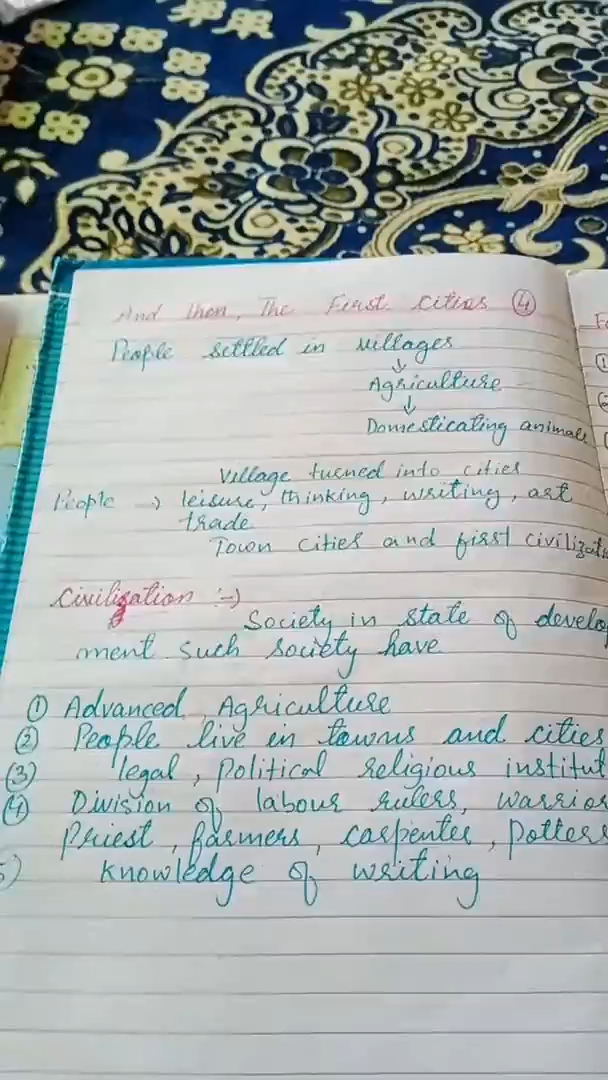 And then, The First cities ④
People settled in villages
↓
Agriculture
↓
Domesticating animals
Village turned into cities
People → leisure, thinking, writing, art
trade
Town cities and first civilizati
Civilization :→
Society in state of develop
ment such society have
① Advanced Agriculture
② People live in towns and cities
③ legal, political religious institut
④ Division of labour rulers, warrior
Priest, farmers, carpenter, Potters
5) knowledge of writing